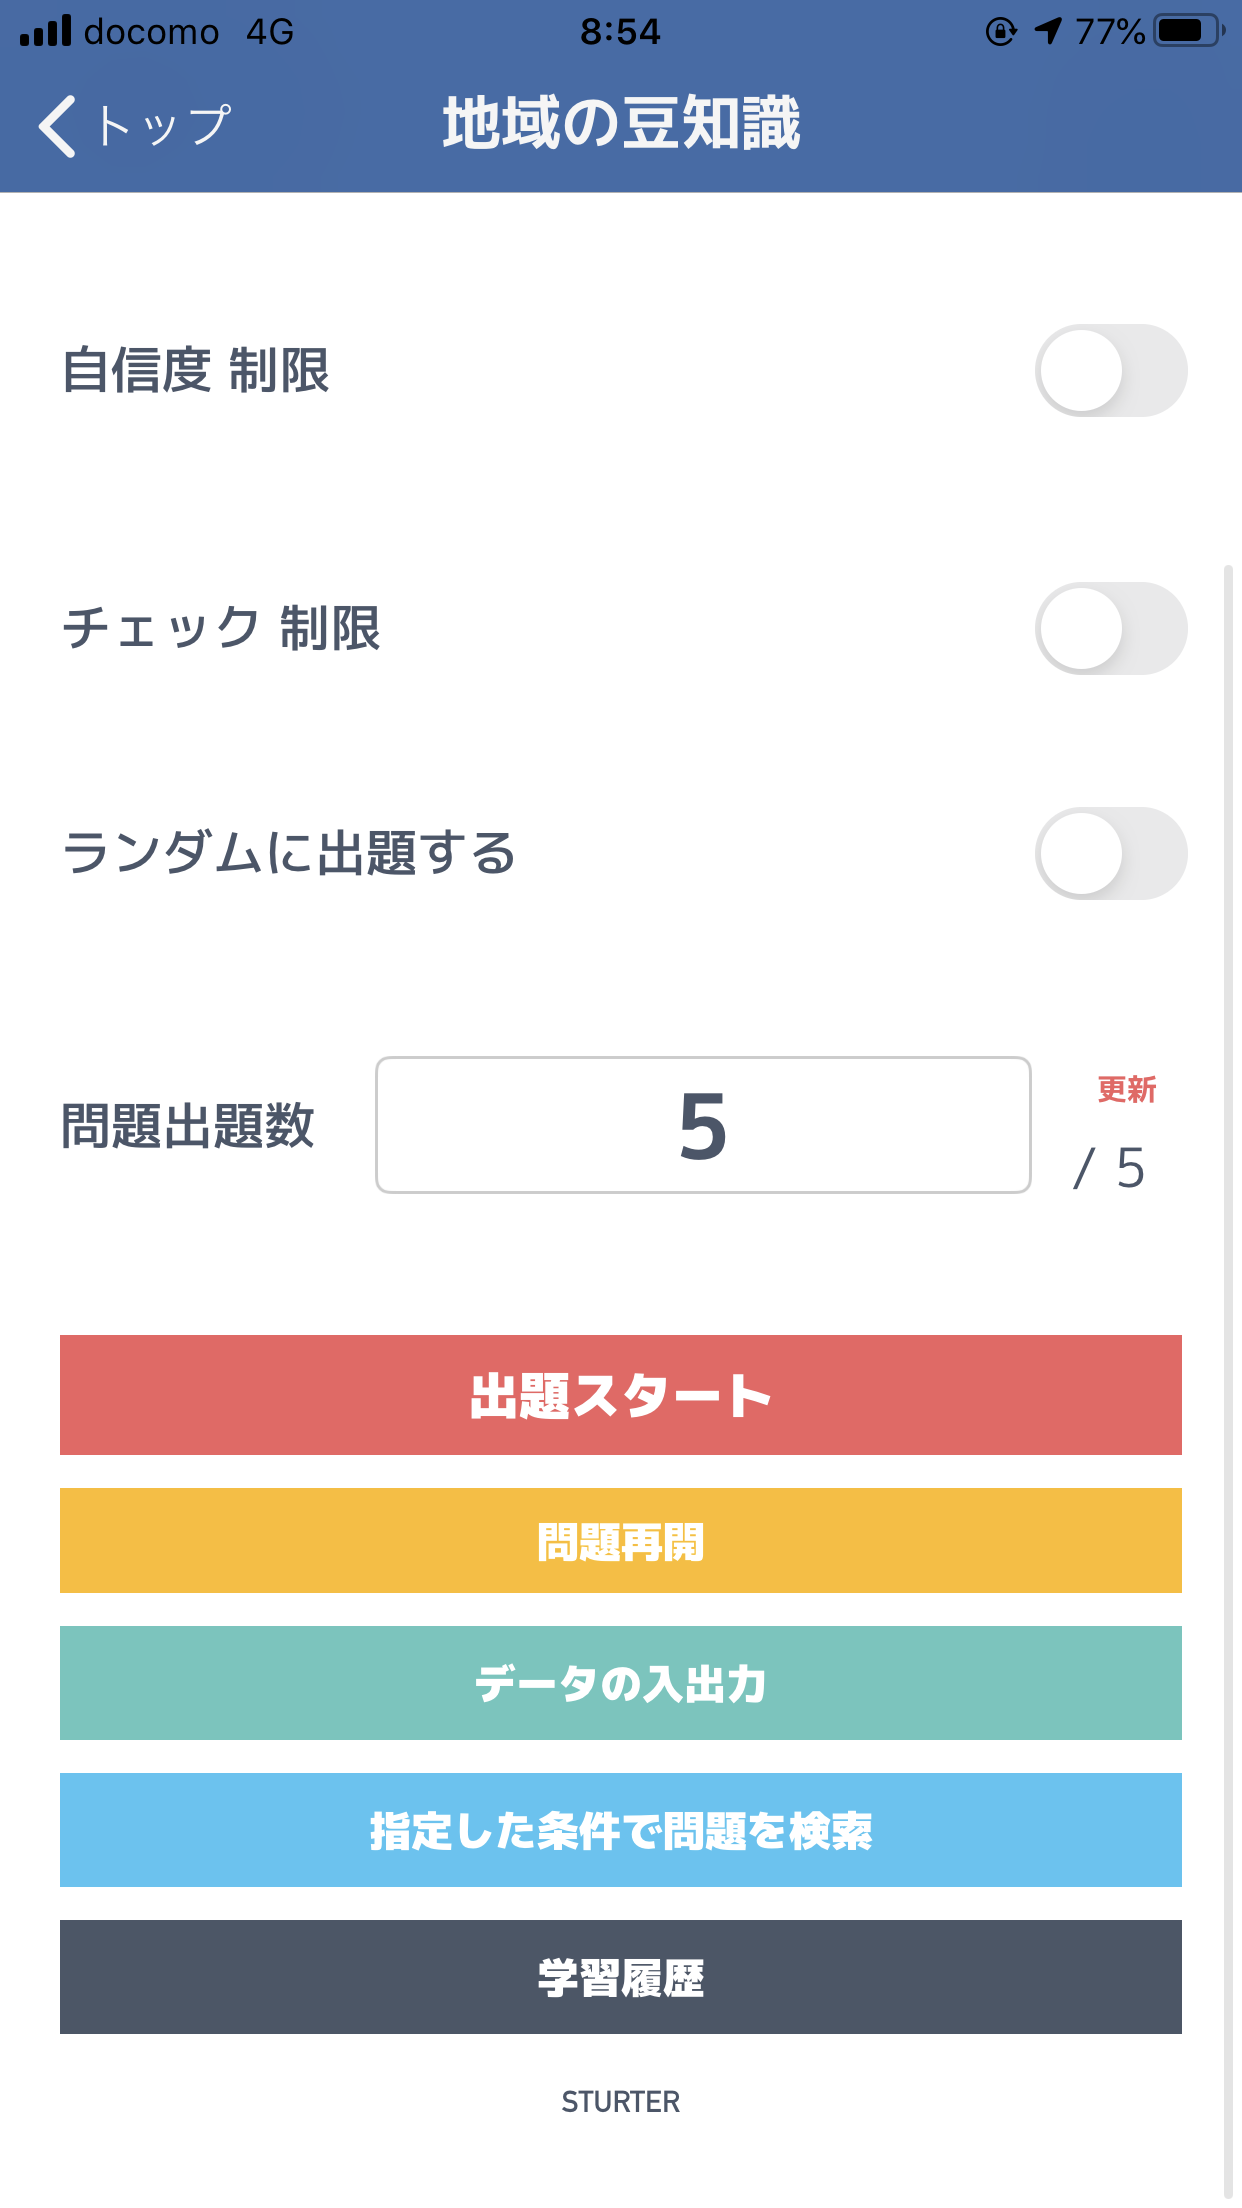 docomo 4G 8:54 77%
トップ 地域の豆知識
自信度 制限
チェック 制限
ランダムに出題する
問題出題数 5 更新
/ 5
出題スタート
問題再開
データの入出力
指定した条件で問題を検索
学習履歴
STURTER